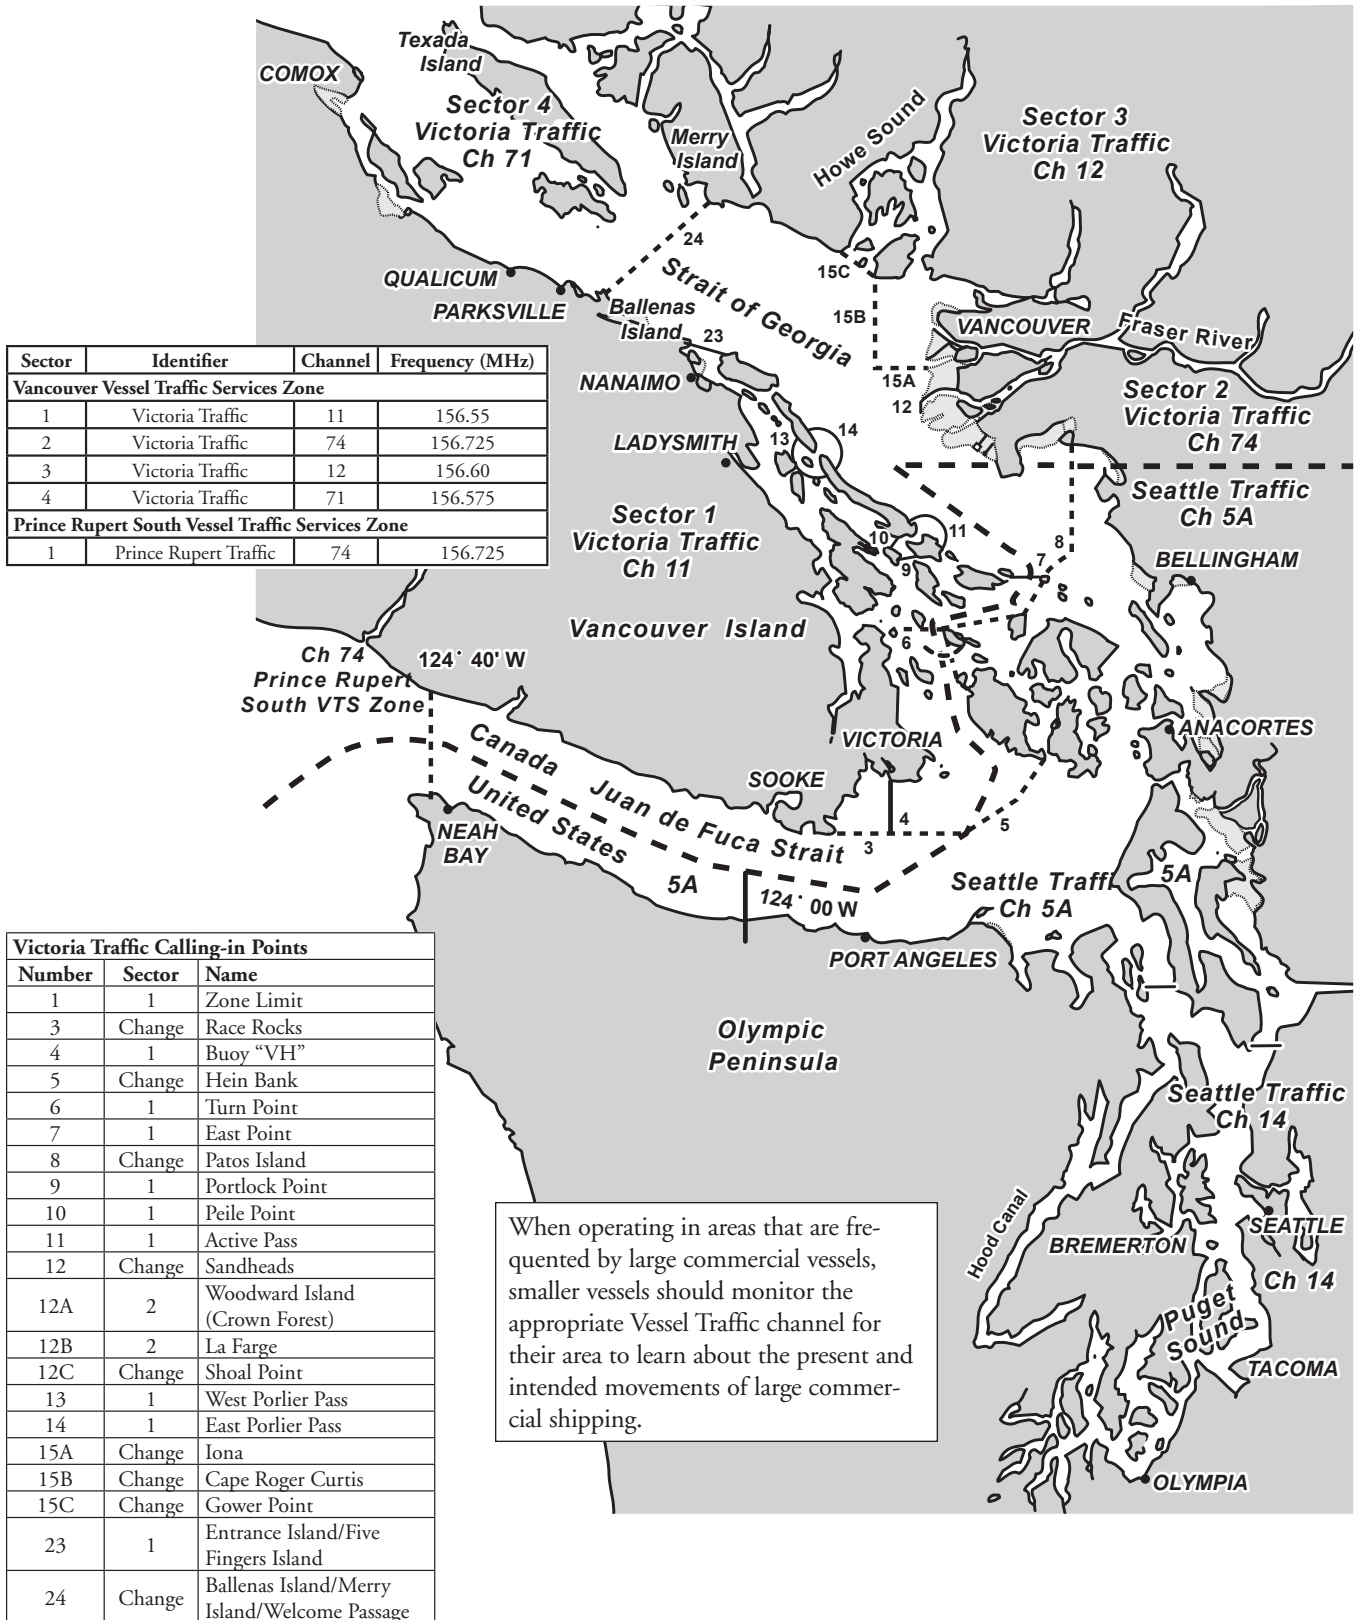 Texada
Island
COMOX
Sector 4
Victoria Traffic
Ch 71
Merry
Island
Howe Sound
Sector 3
Victoria Traffic
Ch 12
24
15C
QUALICUM
PARKSVILLE
Strait of Georgia
15B
Ballenas
Island
23
VANCOUVER
Fraser River
NANAIMO
15A
12
Sector 2
Victoria Traffic
Ch 74
LADYSMITH
13
14
Seattle Traffic
Ch 5A
Sector 1
Victoria Traffic
Ch 11
10
11
9
7
8
BELLINGHAM
Vancouver Island
6
Ch 74
Prince Rupert
South VTS Zone
124° 40' W
VICTORIA
ANACORTES
Canada
United States
Juan de Fuca Strait
SOOKE
4
3
5
NEAH
BAY
5A
124° 00 W
Seattle Traffi
Ch 5A
5A
PORT ANGELES
Olympic
Peninsula
Seattle Traffic
Ch 14
Hood Canal
BREMERTON
SEATTLE
Ch 14
Puget
Sound
TACOMA
OLYMPIA
Sector Identifier Channel Frequency (MHz)
Vancouver Vessel Traffic Services Zone
1 Victoria Traffic 11 156.55
2 Victoria Traffic 74 156.725
3 Victoria Traffic 12 156.60
4 Victoria Traffic 71 156.575
Prince Rupert South Vessel Traffic Services Zone
1 Prince Rupert Traffic 74 156.725
Victoria Traffic Calling-in Points
Number Sector Name
1 1 Zone Limit
3 Change Race Rocks
4 1 Buoy “VH”
5 Change Hein Bank
6 1 Turn Point
7 1 East Point
8 Change Patos Island
9 1 Portlock Point
10 1 Peile Point
11 1 Active Pass
12 Change Sandheads
12A 2 Woodward Island
(Crown Forest)
12B 2 La Farge
12C Change Shoal Point
13 1 West Porlier Pass
14 1 East Porlier Pass
15A Change Iona
15B Change Cape Roger Curtis
15C Change Gower Point
23 1 Entrance Island/Five
Fingers Island
24 Change Ballenas Island/Merry
Island/Welcome Passage
When operating in areas that are fre-
quented by large commercial vessels,
smaller vessels should monitor the
appropriate Vessel Traffic channel for
their area to learn about the present and
intended movements of large commer-
cial shipping.